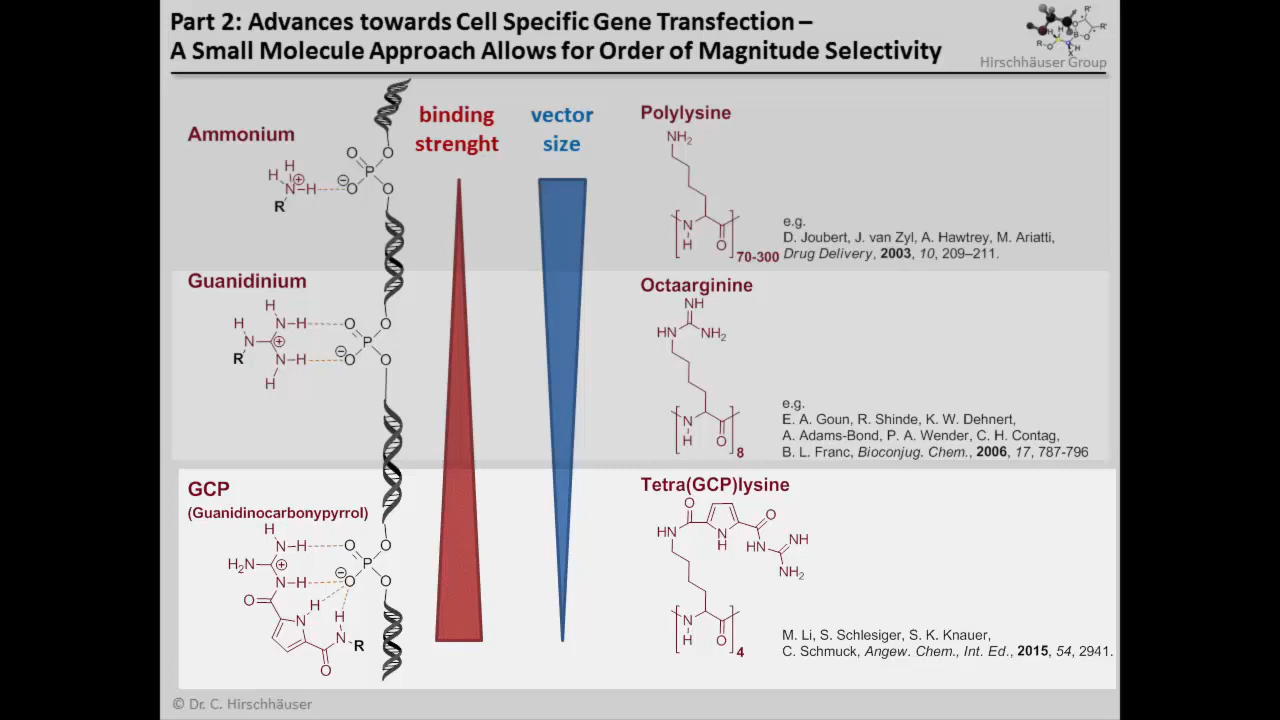 Part 2: Advances towards Cell Specific Gene Transfection –
A Small Molecule Approach Allows for Order of Magnitude Selectivity
Hirschhäuser Group
Ammonium
binding
strenght
vector
size
Polylysine
NH2
70-300
e.g.
D. Joubert, J. van Zyl, A. Hawtrey, M. Ariatti,
Drug Delivery, 2003, 10, 209–211.
Guanidinium
Octaarginine
NH
HN
NH2
8
e.g.
E. A. Goun, R. Shinde, K. W. Dehnert,
A. Adams-Bond, P. A. Wender, C. H. Contag,
B. L. Franc, Bioconjug. Chem., 2006, 17, 787-796
GCP
(Guanidinocarbonypyrrol)
H2N
Tetra(GCP)lysine
HN
NH
HN
NH2
4
M. Li, S. Schlesiger, S. K. Knauer,
C. Schmuck, Angew. Chem., Int. Ed., 2015, 54, 2941.
© Dr. C. Hirschhäuser